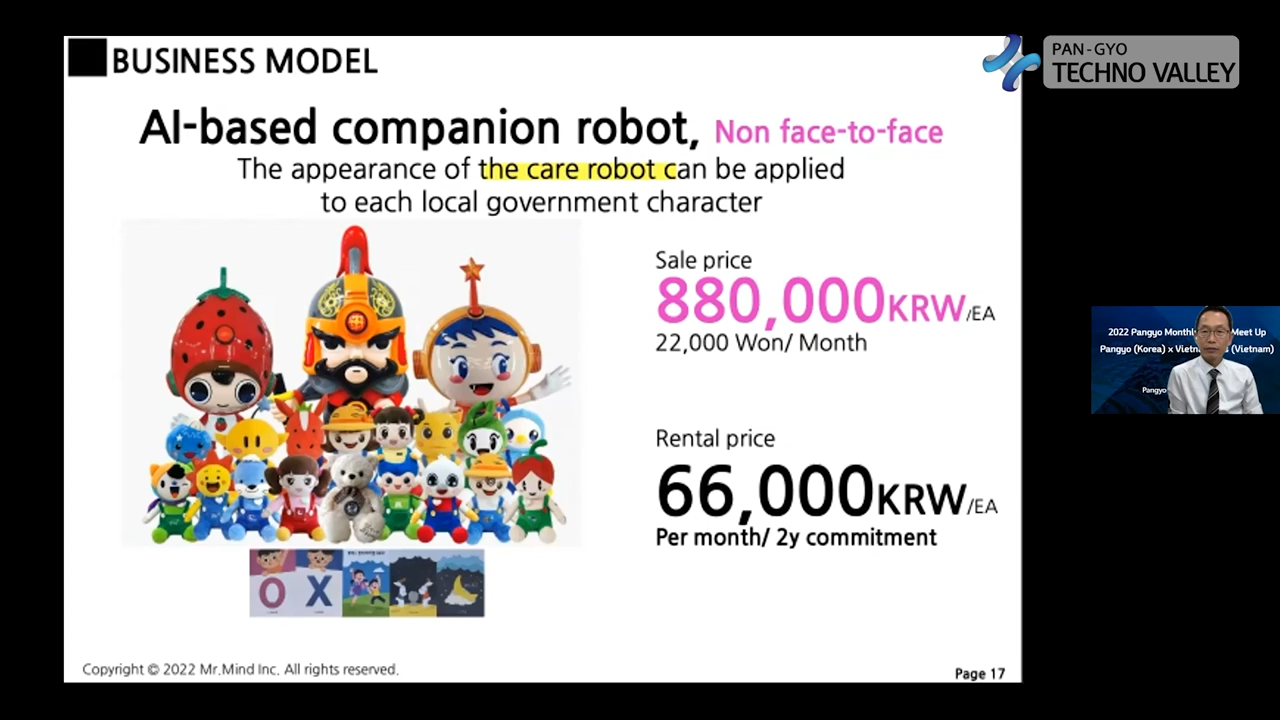 BUSINESS MODEL
PAN-GYO
TECHNO VALLEY
AI-based companion robot, Non face-to-face
The appearance of the care robot can be applied
to each local government character
Sale price
880,000KRW/EA
22,000 Won/ Month
Rental price
66,000KRW/EA
Per month/ 2y commitment
O X
2022 Pangyo Monthly Meet Up
Pangyo (Korea) x (Vietnam)
Pangyo
Copyright © 2022 Mr.Mind Inc. All rights reserved.
Page 17